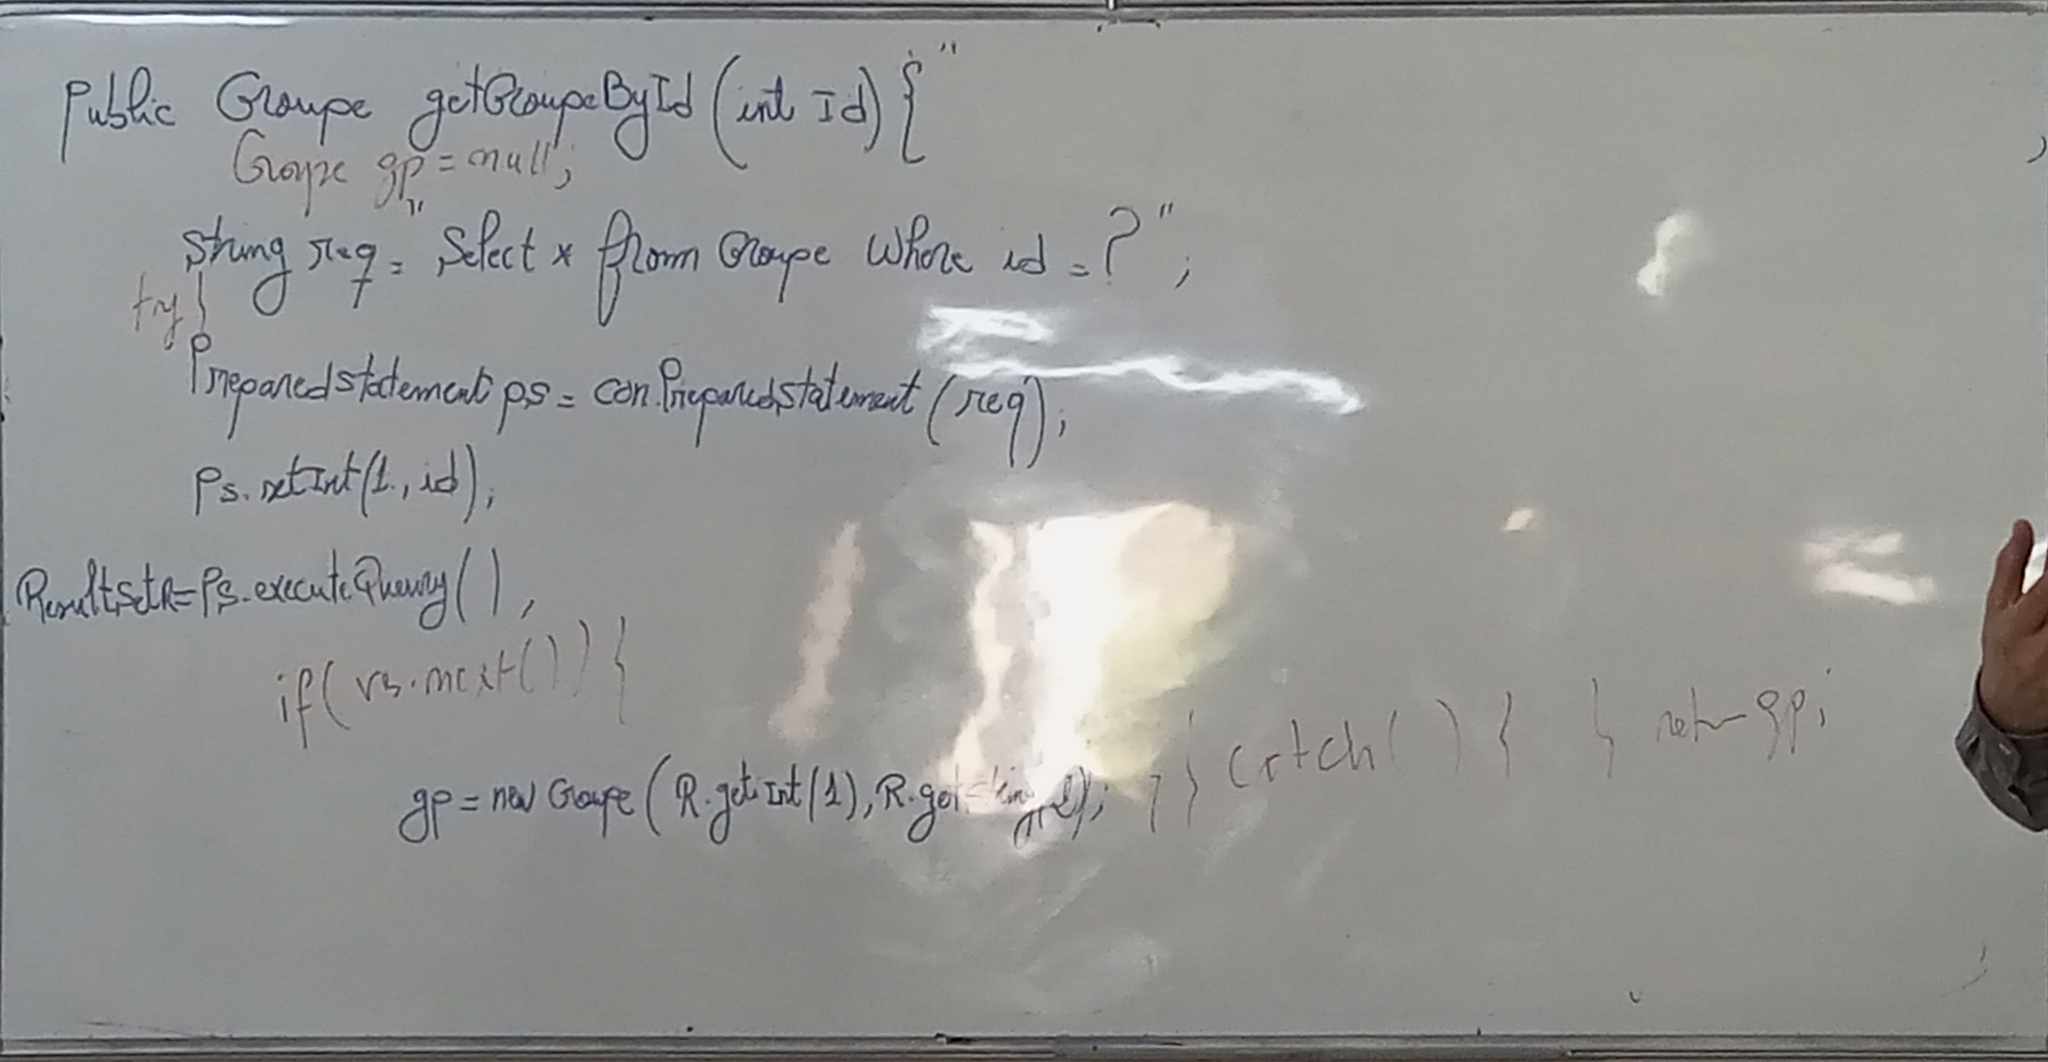 Public Groupe getGroupeById (int Id) {
Groupe gp = null;
String req = "Select * from Groupe Where id = ?";
try {
Preparedstatement ps = con.Preparedstatement (req);
Ps.setInt(1, id);
ResultSet R = Ps.executeQuery();
if( rs.next()) {
gp = new Groupe ( R.getInt(1), R.getString(2)); } } catch( ) { } return gp;